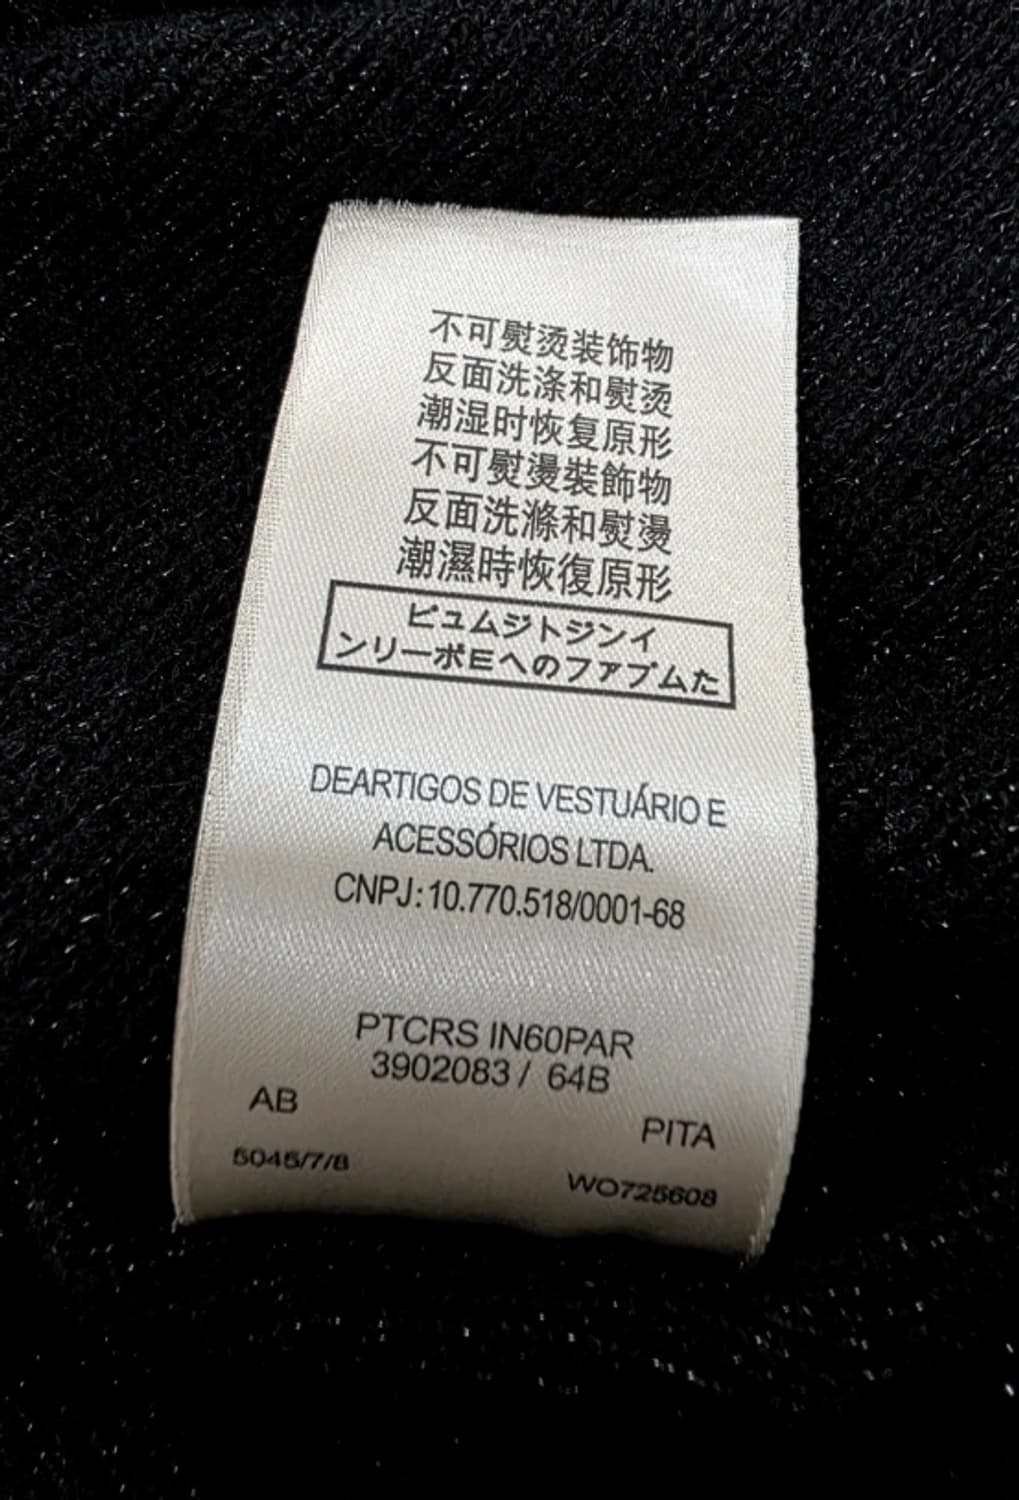 不可熨烫装饰物
反面洗涤和熨烫
潮湿时恢复原形
不可熨燙裝飾物
反面洗滌和熨燙
潮濕時恢復原形
ビュムジトジンイ
ンリーポEへのファブムた
DEARTIGOS DE VESTUÁRIO E
ACESSÓRIOS LTDA.
CNPJ: 10.770.518/0001-68
PTCRS IN60PAR
3902083 / 64B
AB
PITA
5045/7/8
WO725608